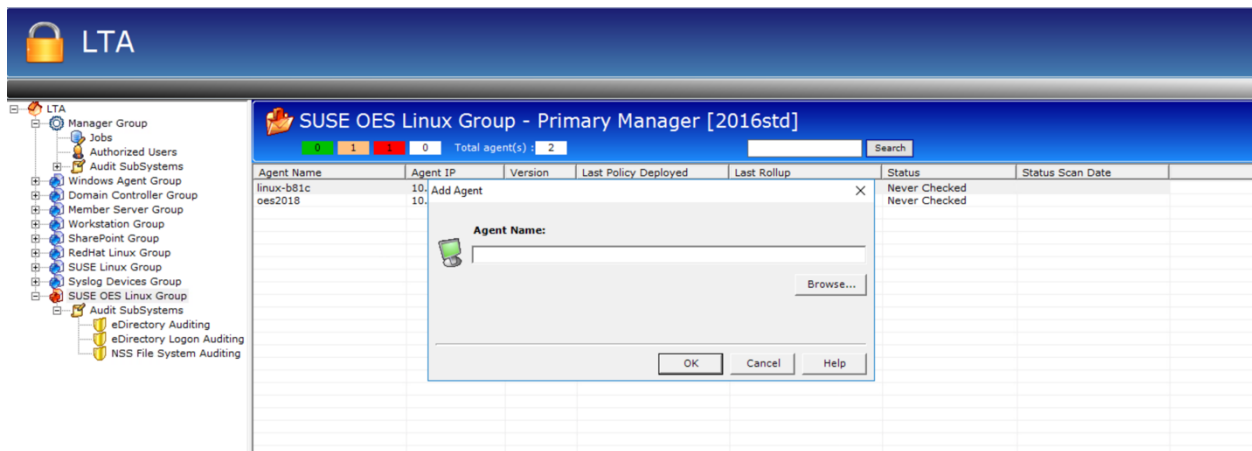 LTA
LTA
Manager Group
Jobs
Authorized Users
Audit SubSystems
Windows Agent Group
Domain Controller Group
Member Server Group
Workstation Group
SharePoint Group
RedHat Linux Group
SUSE Linux Group
Syslog Devices Group
SUSE OES Linux Group
Audit SubSystems
eDirectory Auditing
eDirectory Logon Auditing
NSS File System Auditing
SUSE OES Linux Group - Primary Manager [2016std]
0 1 1 0 Total agent(s) : 2 Search
Agent Name Agent IP Version Last Policy Deployed Last Rollup Status Status Scan Date
linux-b81c 10. Never Checked
oes2018 10. Never Checked
Add Agent
Agent Name:
Browse...
OK Cancel Help